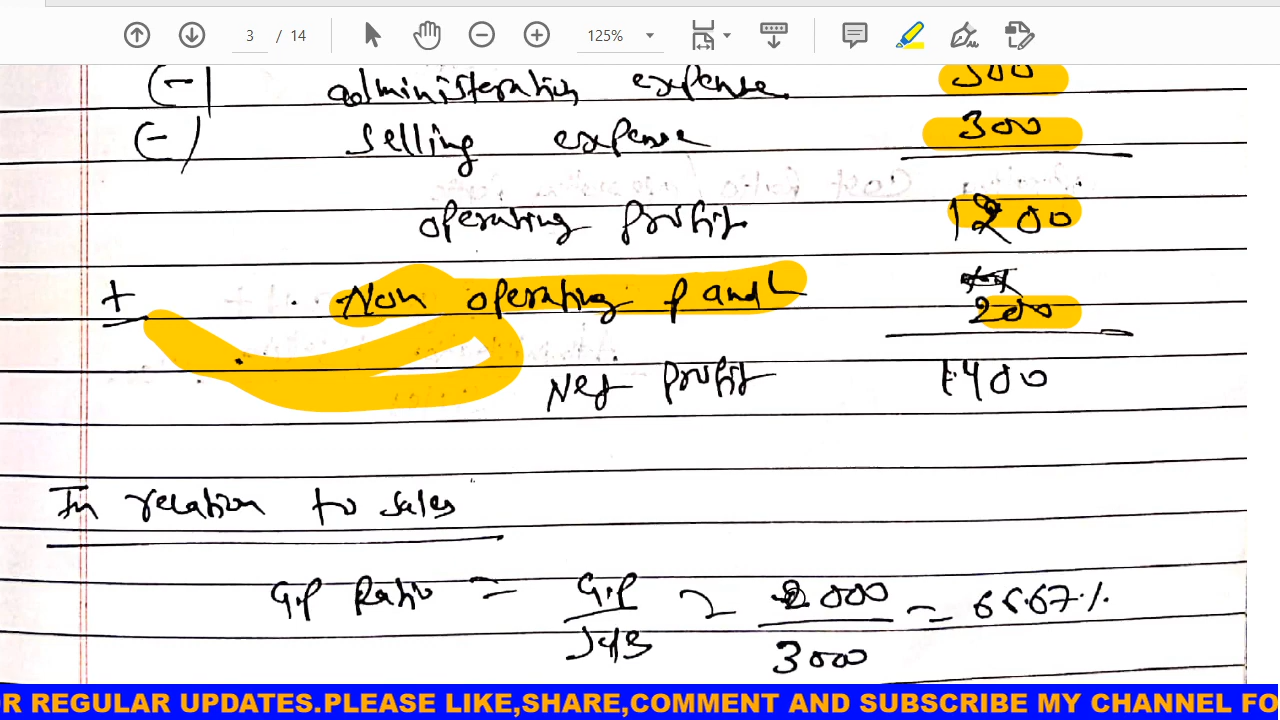 3 / 14 125%
(-) administration expense 500
(-) Selling expense 300
operating profit 1200
+ Non operating P and L 200
Net profit 1400
In relation to sales
G.P Ratio = G.P = 2000 = 66.67%
3000
OR REGULAR UPDATES.PLEASE LIKE,SHARE,COMMENT AND SUBSCRIBE MY CHANNEL FO